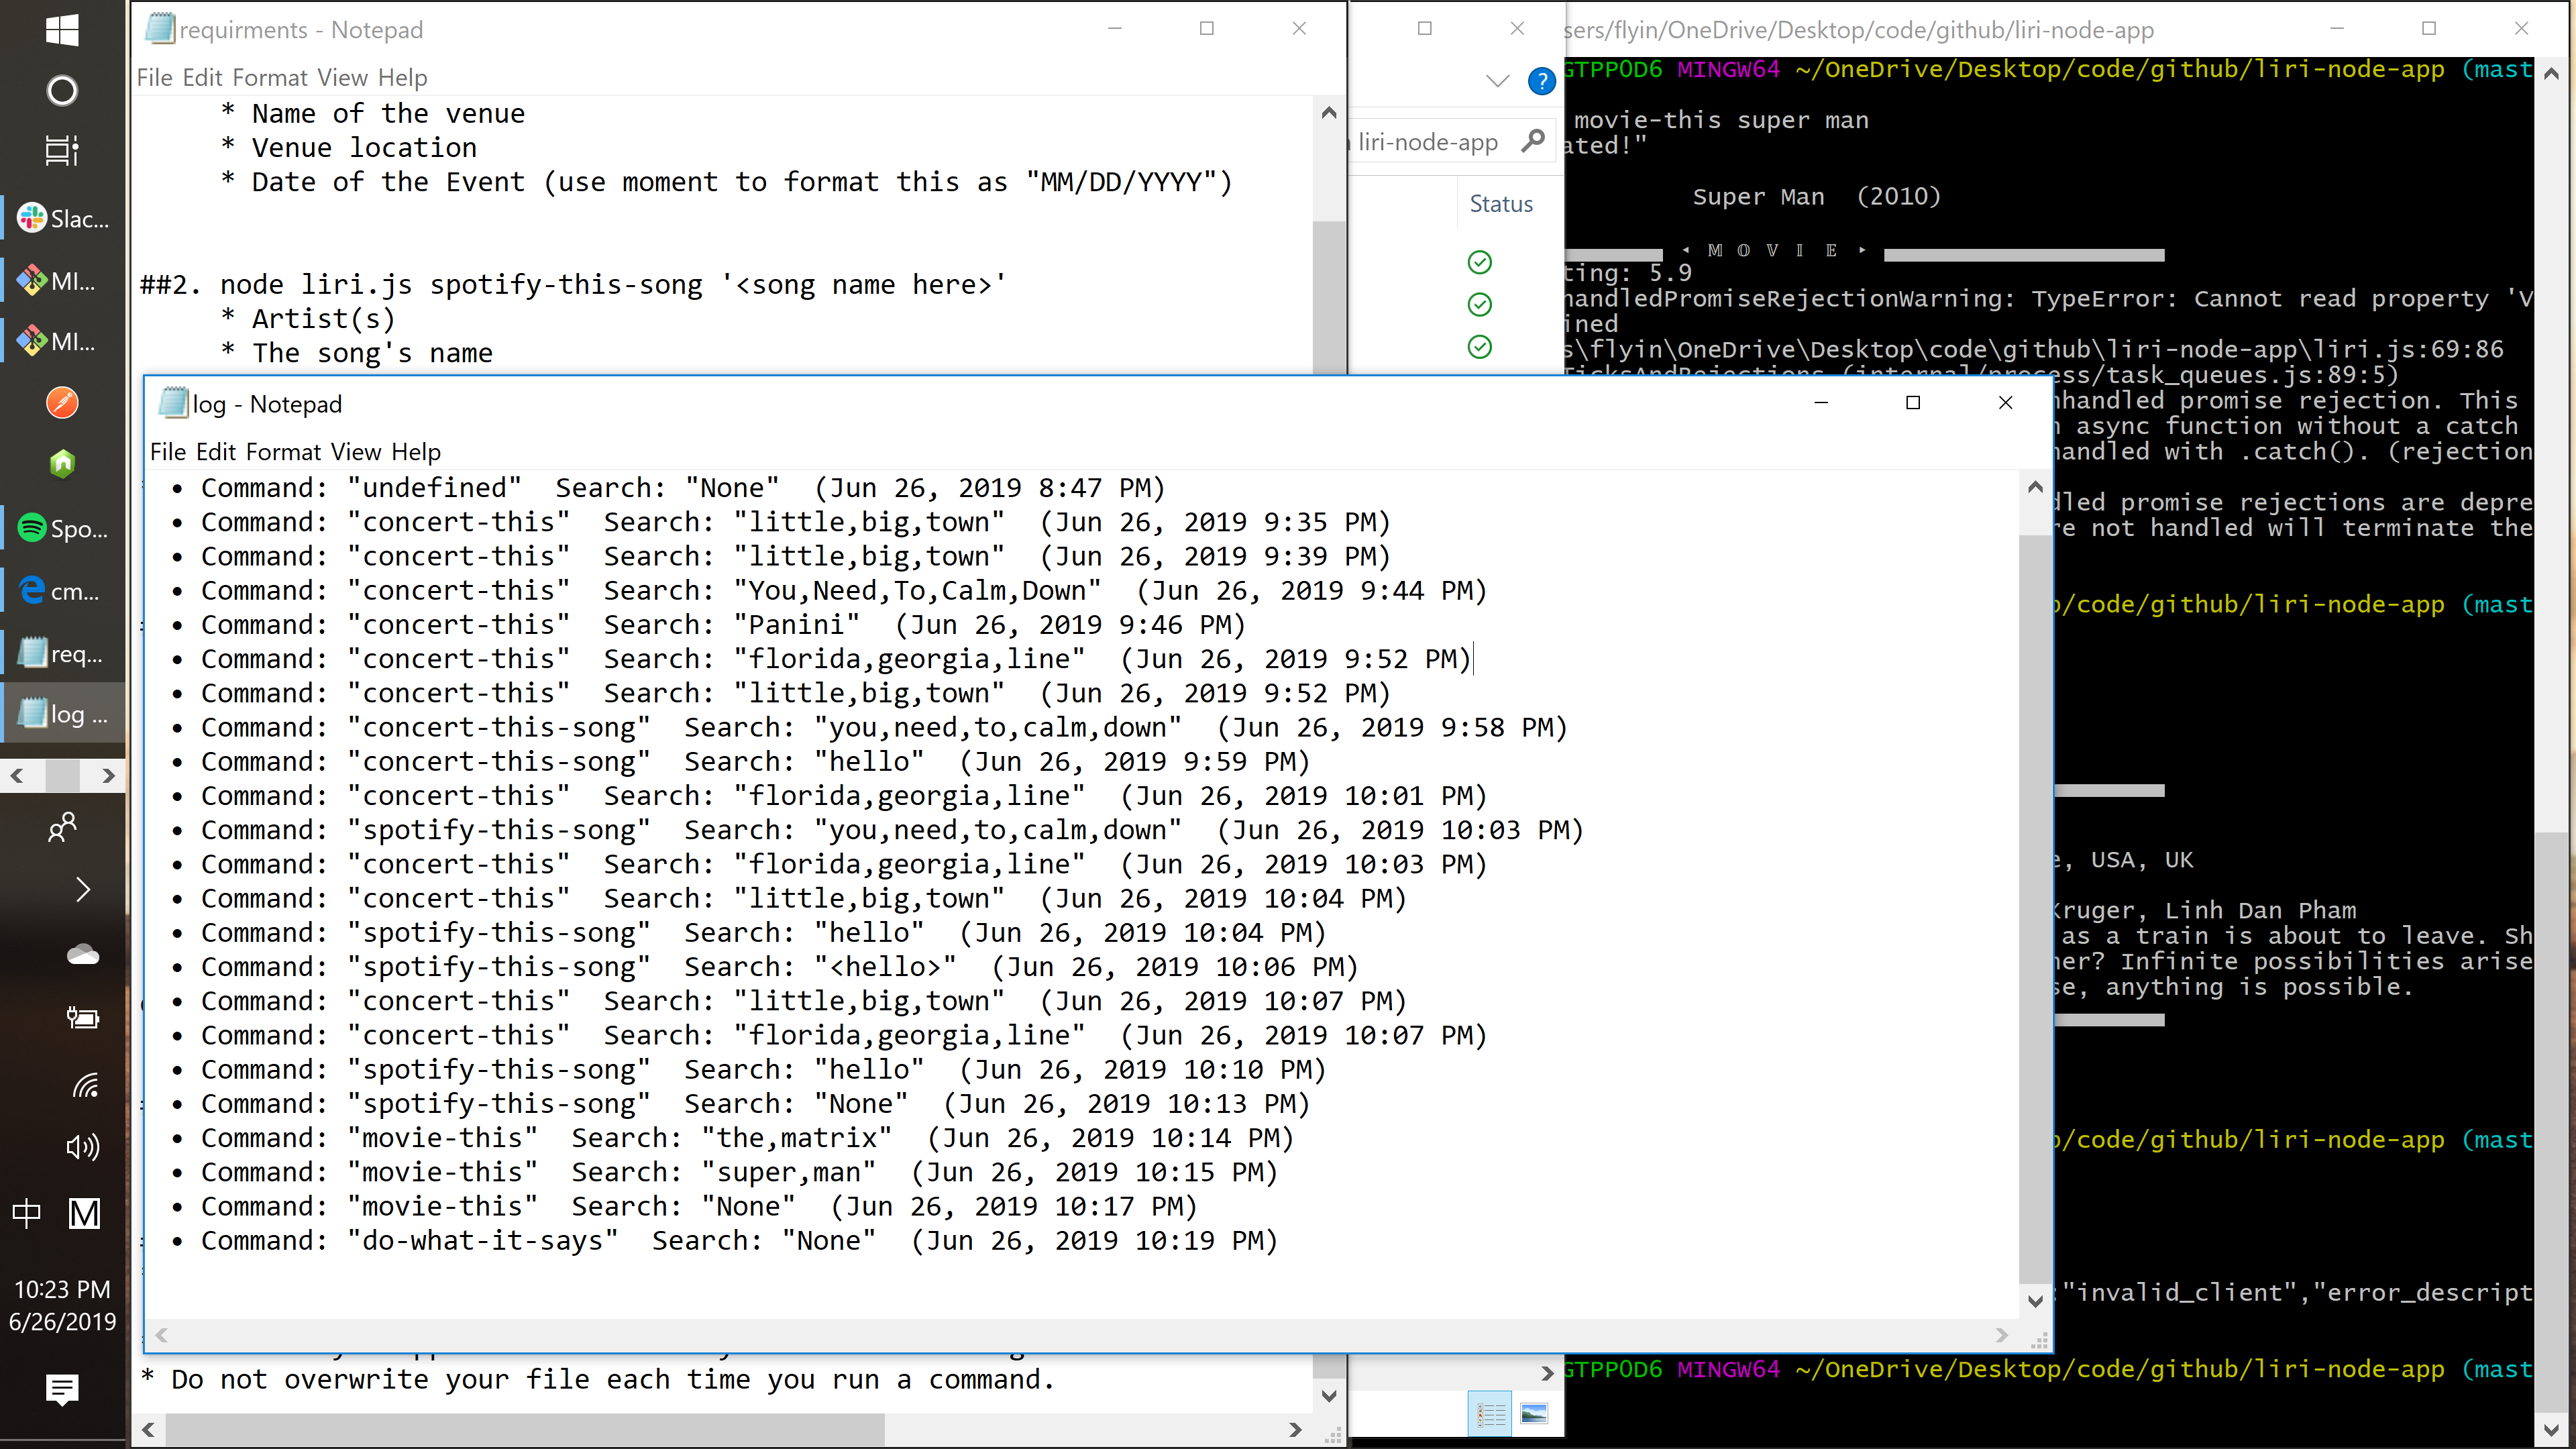 requirments - Notepad
File Edit Format View Help
* Name of the venue
* Venue location
* Date of the Event (use moment to format this as "MM/DD/YYYY")
##2. node liri.js spotify-this-song '<song name here>'
* Artist(s)
* The song's name
log - Notepad
File Edit Format View Help
• Command: "undefined"  Search: "None"  (Jun 26, 2019 8:47 PM)
• Command: "concert-this"  Search: "little,big,town"  (Jun 26, 2019 9:35 PM)
• Command: "concert-this"  Search: "little,big,town"  (Jun 26, 2019 9:39 PM)
• Command: "concert-this"  Search: "You,Need,To,Calm,Down"  (Jun 26, 2019 9:44 PM)
• Command: "concert-this"  Search: "Panini"  (Jun 26, 2019 9:46 PM)
• Command: "concert-this"  Search: "florida,georgia,line"  (Jun 26, 2019 9:52 PM)
• Command: "concert-this"  Search: "little,big,town"  (Jun 26, 2019 9:52 PM)
• Command: "concert-this-song"  Search: "you,need,to,calm,down"  (Jun 26, 2019 9:58 PM)
• Command: "concert-this-song"  Search: "hello"  (Jun 26, 2019 9:59 PM)
• Command: "concert-this"  Search: "florida,georgia,line"  (Jun 26, 2019 10:01 PM)
• Command: "spotify-this-song"  Search: "you,need,to,calm,down"  (Jun 26, 2019 10:03 PM)
• Command: "concert-this"  Search: "florida,georgia,line"  (Jun 26, 2019 10:03 PM)
• Command: "concert-this"  Search: "little,big,town"  (Jun 26, 2019 10:04 PM)
• Command: "spotify-this-song"  Search: "hello"  (Jun 26, 2019 10:04 PM)
• Command: "spotify-this-song"  Search: "<hello>"  (Jun 26, 2019 10:06 PM)
• Command: "concert-this"  Search: "little,big,town"  (Jun 26, 2019 10:07 PM)
• Command: "concert-this"  Search: "florida,georgia,line"  (Jun 26, 2019 10:07 PM)
• Command: "spotify-this-song"  Search: "hello"  (Jun 26, 2019 10:10 PM)
• Command: "spotify-this-song"  Search: "None"  (Jun 26, 2019 10:13 PM)
• Command: "movie-this"  Search: "the,matrix"  (Jun 26, 2019 10:14 PM)
• Command: "movie-this"  Search: "super,man"  (Jun 26, 2019 10:15 PM)
• Command: "movie-this"  Search: "None"  (Jun 26, 2019 10:17 PM)
• Command: "do-what-it-says"  Search: "None"  (Jun 26, 2019 10:19 PM)
* Do not overwrite your file each time you run a command.
liri-node-app
Status
sers/flyin/OneDrive/Desktop/code/github/liri-node-app
GTPP0D6 MINGW64 ~/OneDrive/Desktop/code/github/liri-node-app (mast
movie-this super man
ated!"
Super Man  (2010)
◂ 𝕄 𝕆 𝕍 𝕀 𝔼 ▸
ting: 5.9
handledPromiseRejectionWarning: TypeError: Cannot read property 'V
ined
s\flyin\OneDrive\Desktop\code\github\liri-node-app\liri.js:69:86
TicksAndRejections (internal/process/task_queues.js:89:5)
nhandled promise rejection. This
n async function without a catch
handled with .catch(). (rejection
dled promise rejections are depre
re not handled will terminate the
p/code/github/liri-node-app (mast
e, USA, UK
Kruger, Linh Dan Pham
as a train is about to leave. Sh
her? Infinite possibilities arise
se, anything is possible.
p/code/github/liri-node-app (mast
:"invalid_client","error_descript
GTPP0D6 MINGW64 ~/OneDrive/Desktop/code/github/liri-node-app (mast
Slac...
MI...
MI...
Spo...
cm...
req...
log ...
中 M
10:23 PM
6/26/2019